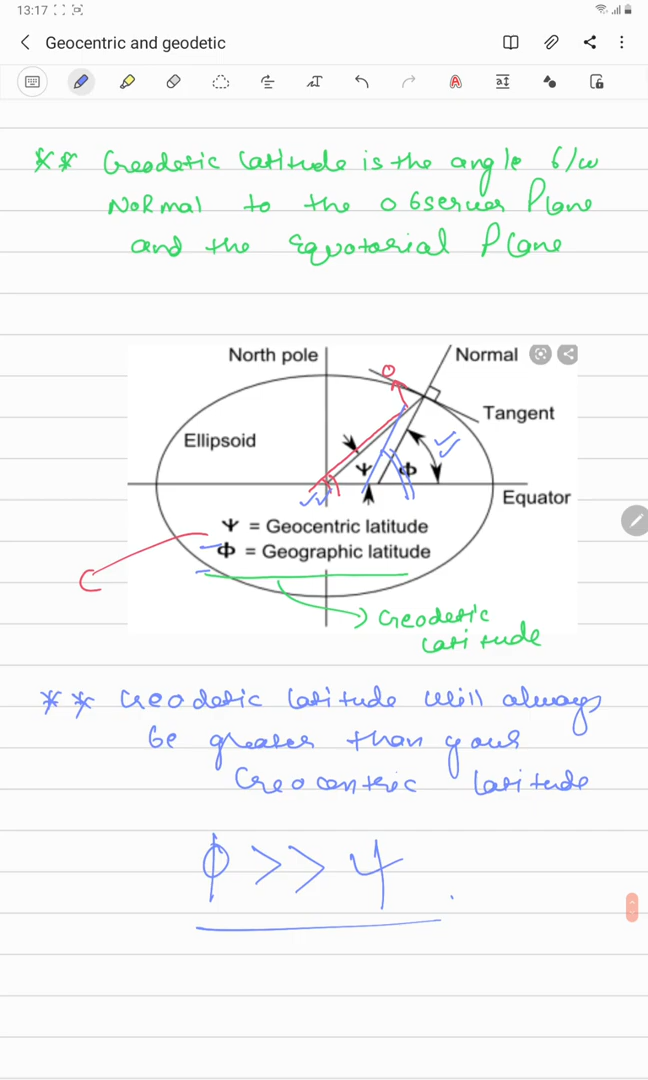 13:17
Geocentric and geodetic
** Geodetic latitude is the angle b/w
Normal to the observer Plane
and the Equatorial Plane
North pole
Normal
Tangent
Ellipsoid
Ψ Φ
Equator
Ψ = Geocentric latitude
Φ = Geographic latitude
Geodetic
latitude
** Geodetic latitude will always
be greater than your
Geocentric latitude
ϕ >> Ψ